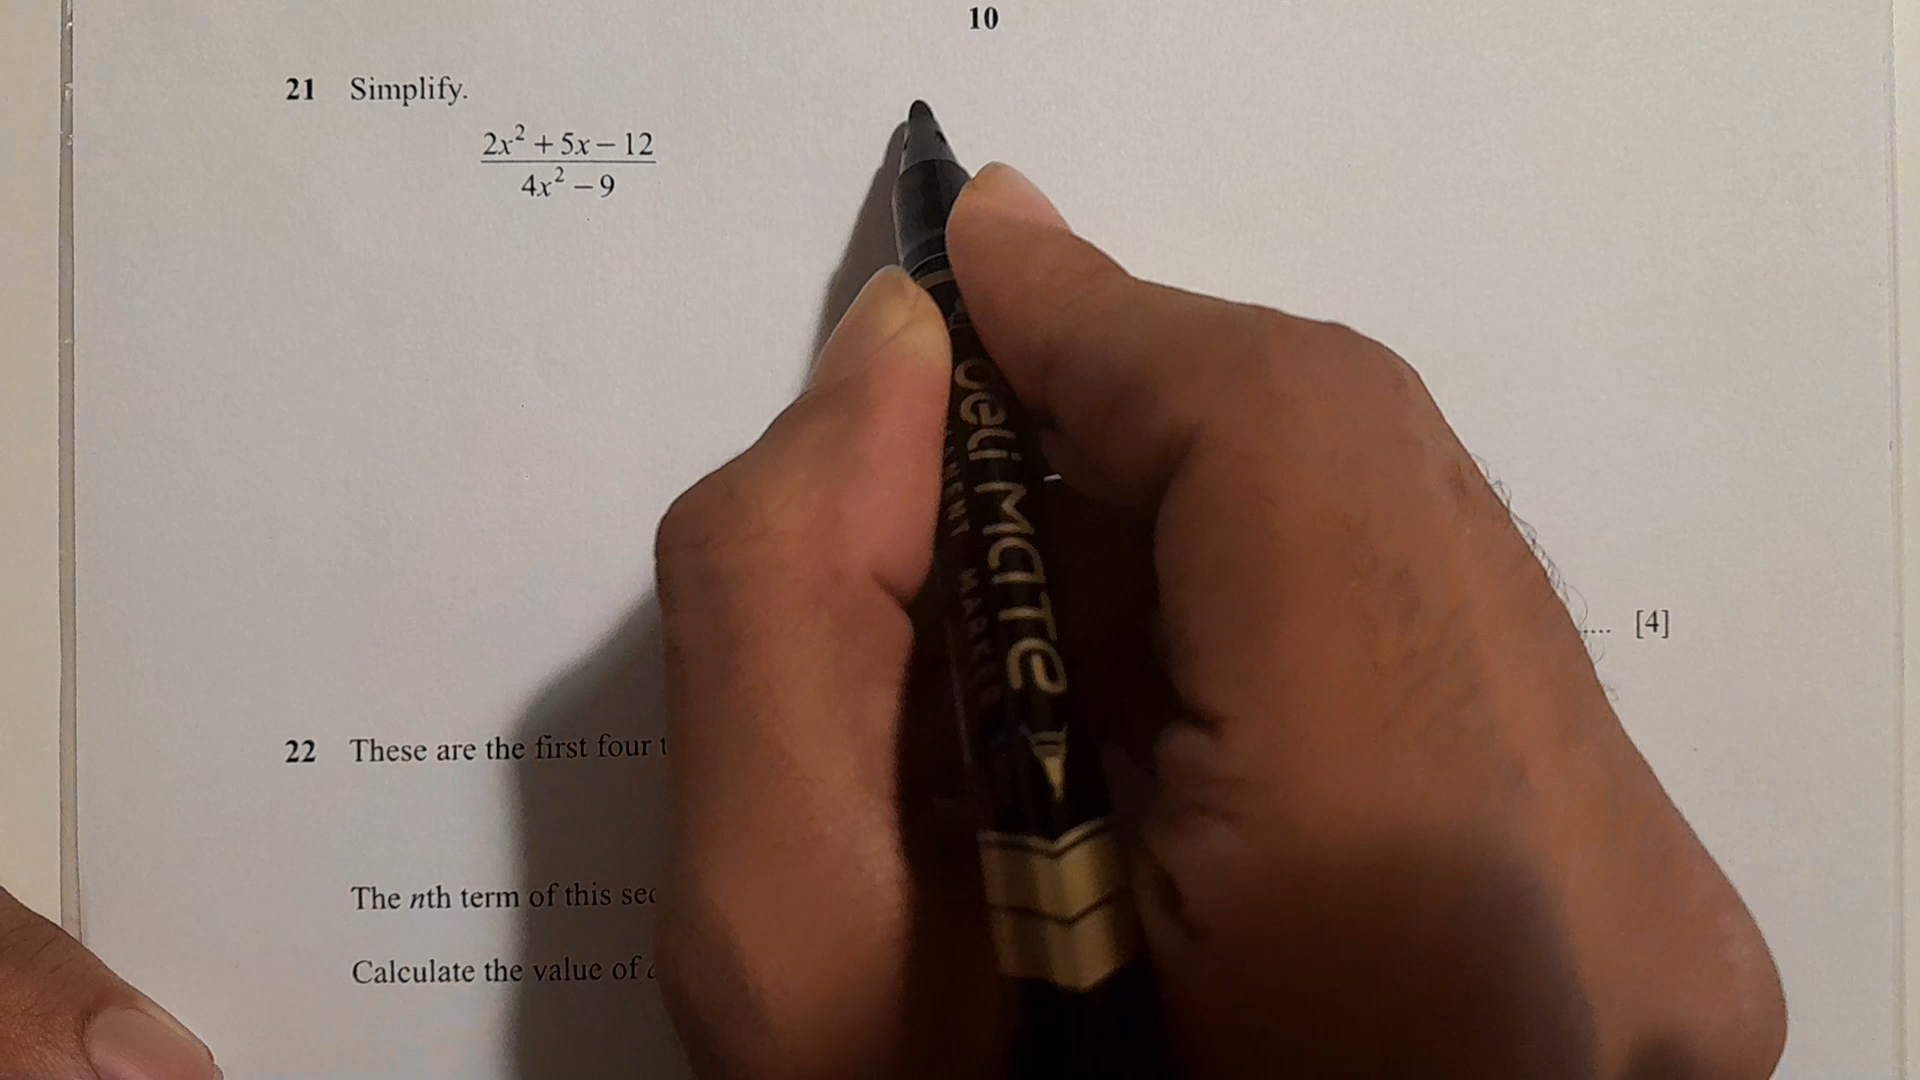 10
21 Simplify.
2x² + 5x – 12
4x² – 9
.... [4]
22 These are the first four
The nth term of this
Calculate the value of
Deli MaTe
MARKER